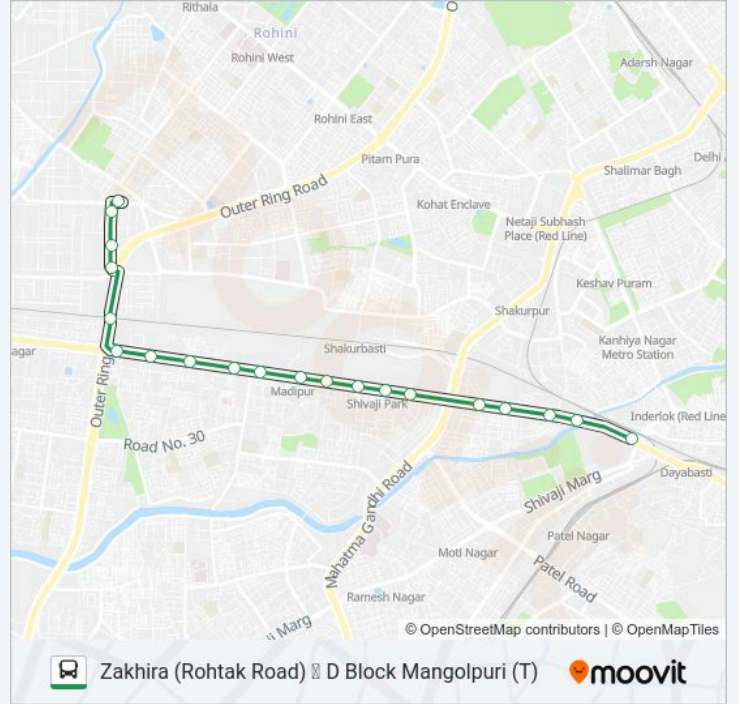 Rithala
O
Rohini
Rohini West
Adarsh Nagar
Rohini East
Pitam Pura
Delhi
Shalimar Bagh
Outer Ring Road
Kohat Enclave
Netaji Subhash
Place (Red Line)
Keshav Puram
Shakurpur
Kanhiya Nagar
Metro Station
agar
Shakurbasti
Outer Ring
Madipur
Shivaji Park
Inderlok (Red Line
Road No. 30
Dayabasti
Shivaji Marg
Mahatma Gandhi Road
Patel Nagar
Moti Nagar
Patel Road
Ramesh Nagar
ji Marg
© OpenStreetMap contributors | © OpenMapTiles
Zakhira (Rohtak Road) D Block Mangolpuri (T)
moovit